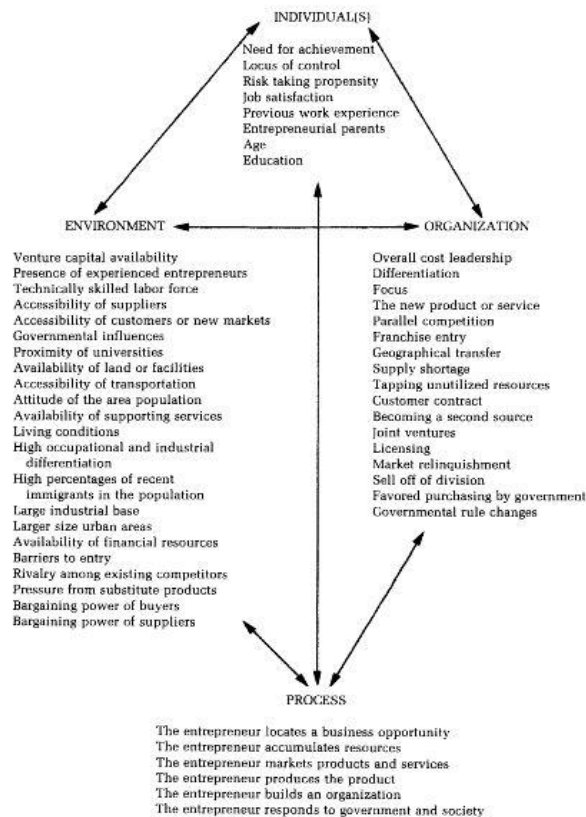 INDIVIDUAL(S)
Need for achievement
Locus of control
Risk taking propensity
Job satisfaction
Previous work experience
Entrepreneurial parents
Age
Education
ENVIRONMENT
Venture capital availability
Presence of experienced entrepreneurs
Technically skilled labor force
Accessibility of suppliers
Accessibility of customers or new markets
Governmental influences
Proximity of universities
Availability of land or facilities
Accessibility of transportation
Attitude of the area population
Availability of supporting services
Living conditions
High occupational and industrial
differentiation
High percentages of recent
immigrants in the population
Large industrial base
Larger size urban areas
Availability of financial resources
Barriers to entry
Rivalry among existing competitors
Pressure from substitute products
Bargaining power of buyers
Bargaining power of suppliers
ORGANIZATION
Overall cost leadership
Differentiation
Focus
The new product or service
Parallel competition
Franchise entry
Geographical transfer
Supply shortage
Tapping unutilized resources
Customer contract
Becoming a second source
Joint ventures
Licensing
Market relinquishment
Sell off of division
Favored purchasing by government
Governmental rule changes
PROCESS
The entrepreneur locates a business opportunity
The entrepreneur accumulates resources
The entrepreneur markets products and services
The entrepreneur produces the product
The entrepreneur builds an organization
The entrepreneur responds to government and society